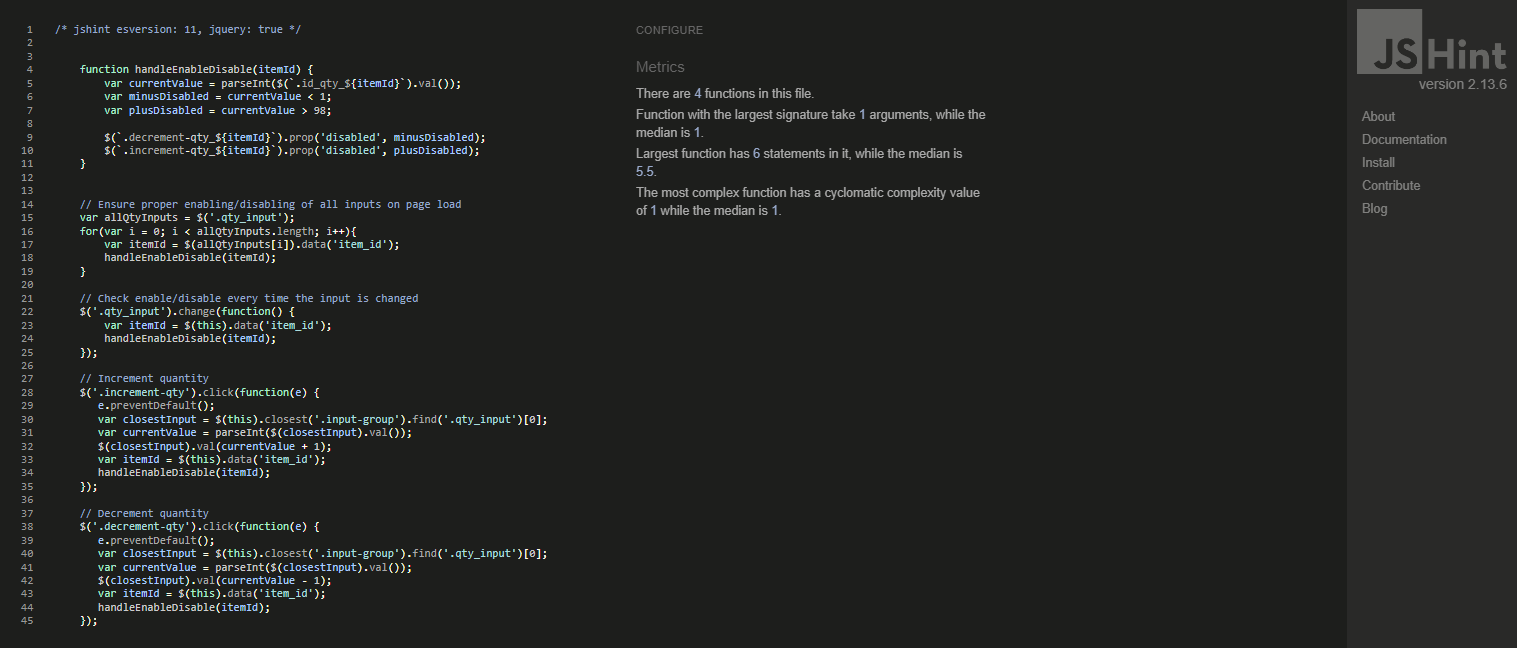 1 /* jshint esversion: 11, jquery: true */
2
3
4 function handleEnableDisable(itemId) {
5 var currentValue = parseInt($(`.id_qty_${itemId}`).val());
6 var minusDisabled = currentValue < 1;
7 var plusDisabled = currentValue > 98;
8
9 $(`.decrement-qty_${itemId}`).prop('disabled', minusDisabled);
10 $(`.increment-qty_${itemId}`).prop('disabled', plusDisabled);
11 }
12
13
14 // Ensure proper enabling/disabling of all inputs on page load
15 var allQtyInputs = $('.qty_input');
16 for(var i = 0; i < allQtyInputs.length; i++){
17 var itemId = $(allQtyInputs[i]).data('item_id');
18 handleEnableDisable(itemId);
19 }
20
21 // Check enable/disable every time the input is changed
22 $('.qty_input').change(function() {
23 var itemId = $(this).data('item_id');
24 handleEnableDisable(itemId);
25 });
26
27 // Increment quantity
28 $('.increment-qty').click(function(e) {
29 e.preventDefault();
30 var closestInput = $(this).closest('.input-group').find('.qty_input')[0];
31 var currentValue = parseInt($(closestInput).val());
32 $(closestInput).val(currentValue + 1);
33 var itemId = $(this).data('item_id');
34 handleEnableDisable(itemId);
35 });
36
37 // Decrement quantity
38 $('.decrement-qty').click(function(e) {
39 e.preventDefault();
40 var closestInput = $(this).closest('.input-group').find('.qty_input')[0];
41 var currentValue = parseInt($(closestInput).val());
42 $(closestInput).val(currentValue - 1);
43 var itemId = $(this).data('item_id');
44 handleEnableDisable(itemId);
45 });
CONFIGURE
Metrics
There are 4 functions in this file.
Function with the largest signature take 1 arguments, while the
median is 1.
Largest function has 6 statements in it, while the median is
5.5.
The most complex function has a cyclomatic complexity value
of 1 while the median is 1.
JSHint
version 2.13.6
About
Documentation
Install
Contribute
Blog